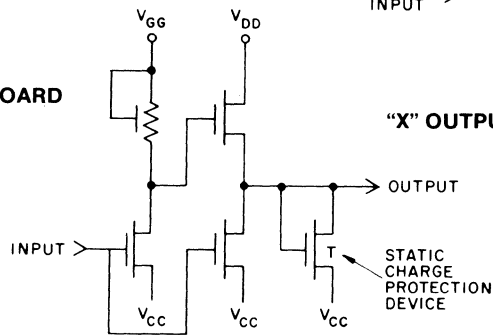 INPUT
V_GG
V_DD
OARD
"X" OUTPU
OUTPUT
INPUT
T
STATIC
CHARGE
PROTECTION
DEVICE
V_CC
V_CC
V_CC